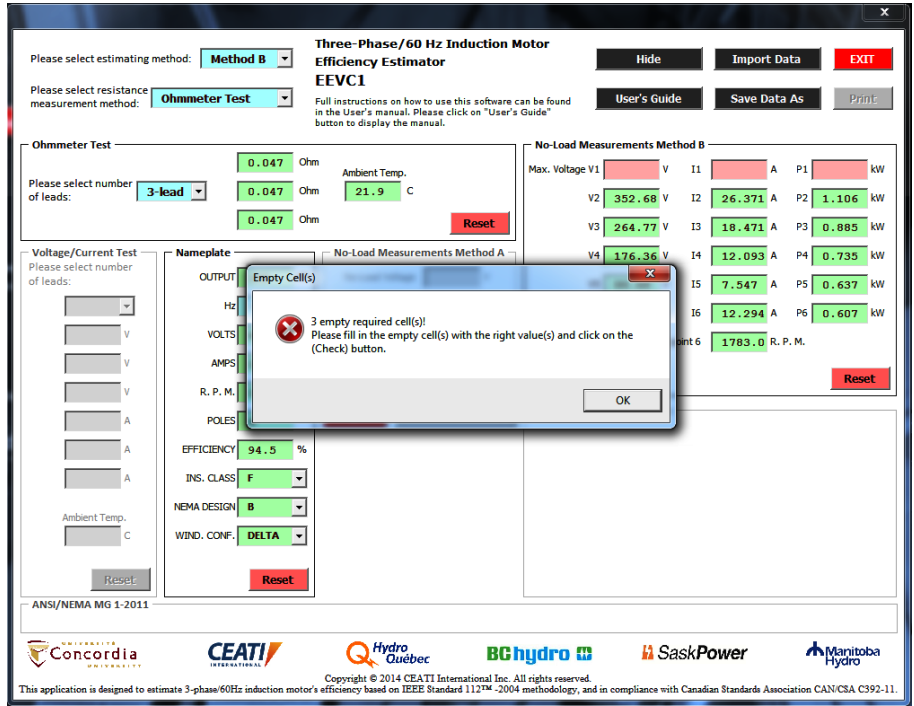 x
Please select estimating method: Method B
Three-Phase/60 Hz Induction Motor
Efficiency Estimator
EEVC1
Full instructions on how to use this software can be found
in the User's manual. Please click on "User's Guide"
button to display the manual.
Hide Import Data EXIT
Please select resistance
measurement method: Ohmmeter Test
User's Guide Save Data As Print
Ohmmeter Test
0.047 Ohm
Please select number
of leads: 3-lead
0.047 Ohm
0.047 Ohm
Ambient Temp.
21.9 C
Reset
No-Load Measurements Method B
Max. Voltage V1 V I1 A P1 kW
V2 352.68 V I2 26.371 A P2 1.106 kW
V3 264.77 V I3 18.471 A P3 0.885 kW
V4 176.36 V I4 12.093 A P4 0.735 kW
I5 7.547 A P5 0.637 kW
I6 12.294 A P6 0.607 kW
1783.0 R. P. M.
Reset
Voltage/Current Test
Please select number
of leads:
V
V
V
A
A
A
Ambient Temp.
C
Reset
Nameplate
OUTPUT
Hz
VOLTS
AMPS
R. P. M.
POLES
EFFICIENCY 94.5 %
INS. CLASS F
NEMA DESIGN B
WIND. CONF. DELTA
Reset
No-Load Measurements Method A
Empty Cell(s)
x
3 empty required cell(s)!
Please fill in the empty cell(s) with the right value(s) and click on the
(Check) button.
OK
ANSI/NEMA MG 1-2011
UNIVERSITÉ
Concordia
UNIVERSITY
CEATI
INTERNATIONAL
Hydro
Québec
BC hydro
SaskPower
Manitoba
Hydro
Copyright © 2014 CEATI International Inc. All rights reserved.
This application is designed to estimate 3-phase/60Hz induction motor's efficiency based on IEEE Standard 112™ -2004 methodology, and in compliance with Canadian Standards Association CAN/CSA C392-11.